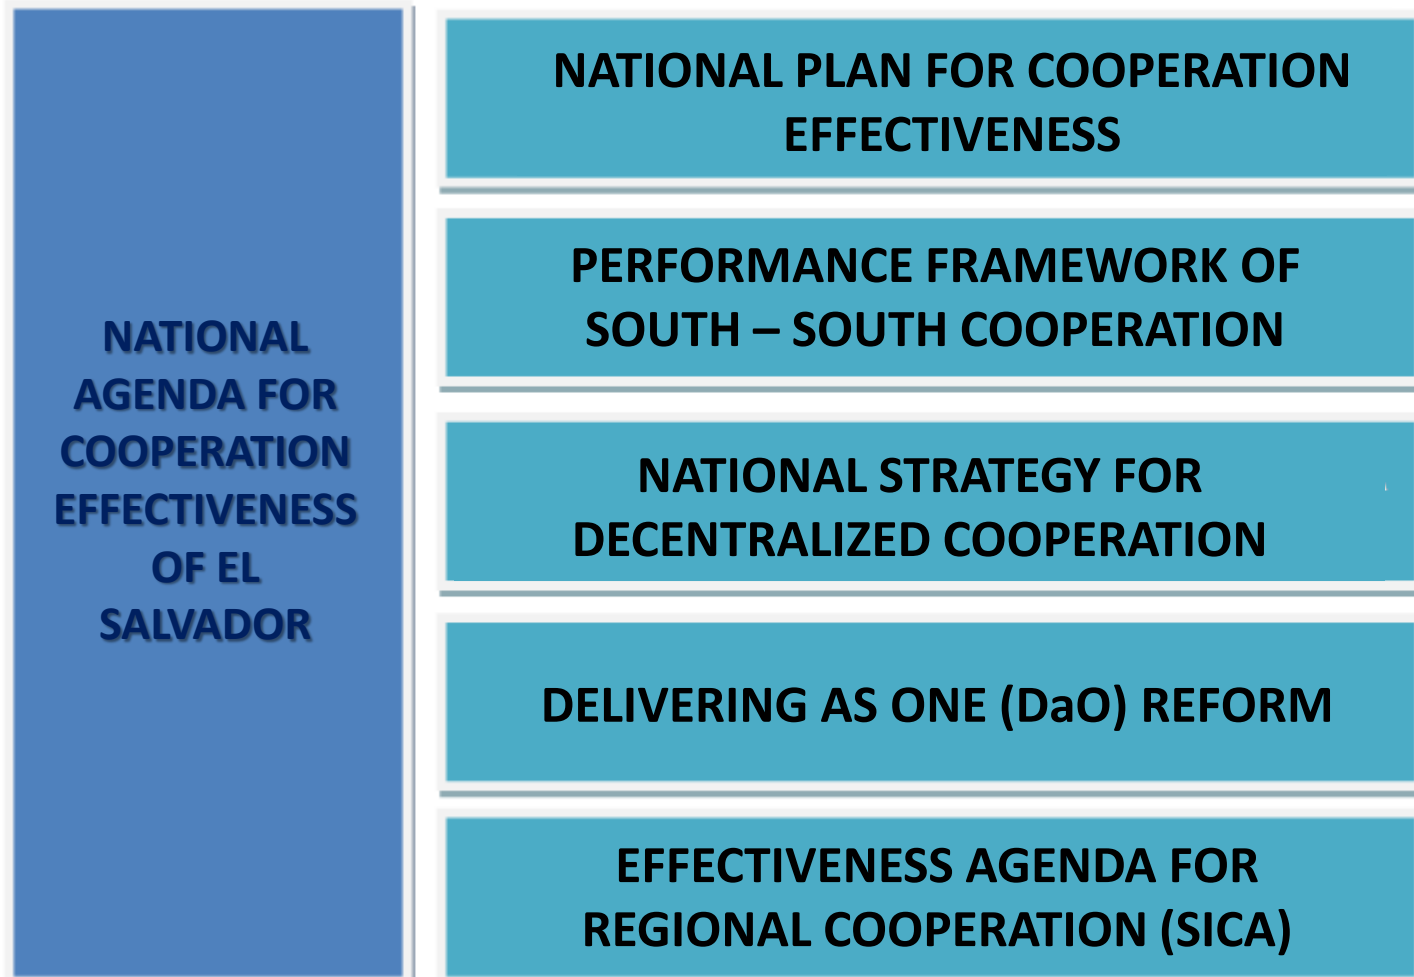 NATIONAL
AGENDA FOR
COOPERATION
EFFECTIVENESS
OF EL
SALVADOR
NATIONAL PLAN FOR COOPERATION
EFFECTIVENESS
PERFORMANCE FRAMEWORK OF
SOUTH – SOUTH COOPERATION
NATIONAL STRATEGY FOR
DECENTRALIZED COOPERATION
DELIVERING AS ONE (DaO) REFORM
EFFECTIVENESS AGENDA FOR
REGIONAL COOPERATION (SICA)